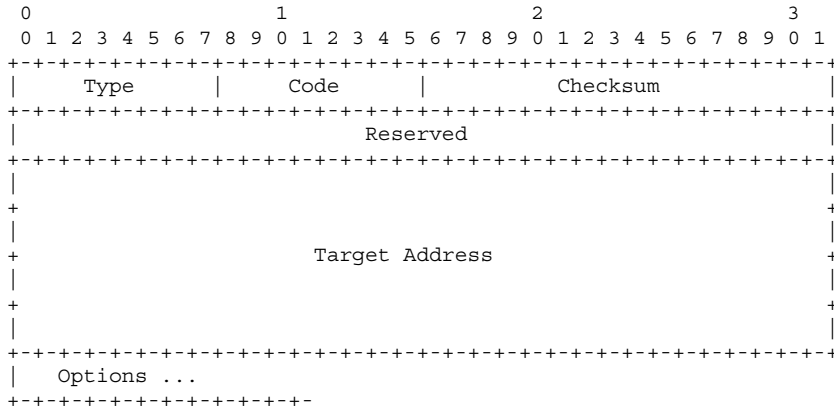 0                   1                   2                   3
 0 1 2 3 4 5 6 7 8 9 0 1 2 3 4 5 6 7 8 9 0 1 2 3 4 5 6 7 8 9 0 1
+-+-+-+-+-+-+-+-+-+-+-+-+-+-+-+-+-+-+-+-+-+-+-+-+-+-+-+-+-+-+-+-+
|     Type      |     Code      |          Checksum             |
+-+-+-+-+-+-+-+-+-+-+-+-+-+-+-+-+-+-+-+-+-+-+-+-+-+-+-+-+-+-+-+-+
|                           Reserved                            |
+-+-+-+-+-+-+-+-+-+-+-+-+-+-+-+-+-+-+-+-+-+-+-+-+-+-+-+-+-+-+-+-+
|                                                               |
+                                                               +
|                                                               |
+                       Target Address                          +
|                                                               |
+                                                               +
|                                                               |
+-+-+-+-+-+-+-+-+-+-+-+-+-+-+-+-+-+-+-+-+-+-+-+-+-+-+-+-+-+-+-+-+
|   Options ...
+-+-+-+-+-+-+-+-+-+-+-+-